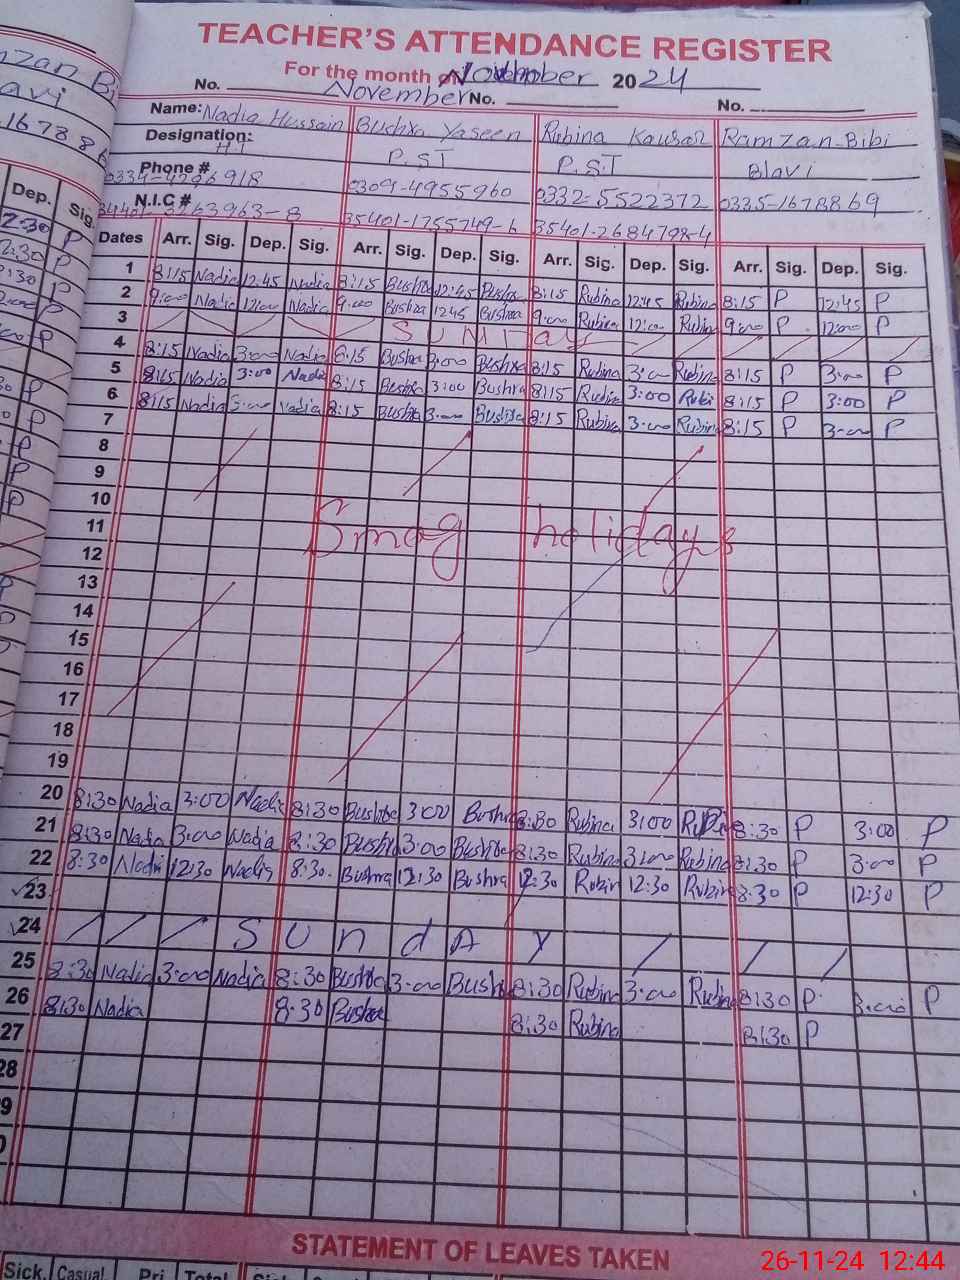 TEACHER'S ATTENDANCE REGISTER
For the month of November 2024
No. November No. No.
Name: Nadia Hussain Bushra Yaseen Rubina Kausar Ramzan Bibi
Designation: H.T P.ST P.S.T Blavi
Phone # 0334-4296918 0309-4955960 0332-5522372 0335-1678869
N.I.C # 35401-1755749-6 35401-2684798-4
Dates Arr. Sig. Dep. Sig. Arr. Sig. Dep. Sig. Arr. Sig. Dep. Sig. Arr. Sig. Dep. Sig.
1 8:15 Nadia 12:45 Nadia 8:15 Bushra 12:45 Bushra 8:15 Rubina 12:45 Rubina 8:15 P 12:45 P
2 9:00 Nadia 12:00 Nadia 9:00 Bushra 1245 Bushra 9:00 Rubina 12:00 Rubina 9:00 P 12:00 P
3 SUNDay
4 8:15 Nadia 3:00 Nadia 8:15 Bushra 3:00 Bushra 8:15 Rubina 3:00 Rubina 8:15 P 3:00 P
5 8:15 Nadia 3:00 Nadia 8:15 Bushra 3:00 Bushra 8:15 Rubina 3:00 Rubi 8:15 P 3:00 P
6 8:15 Nadia 3:00 Nadia 8:15 Bushra 3:00 Bushra 8:15 Rubina 3:00 Rubina 8:15 P 3:00 P
7
8
9
10
11 Smog holidays
12
13
14
15
16
17
18
19
20 8:30 Nadia 3:00 Nadia 8:30 Bushra 3:00 Bushra 8:30 Rubina 3:00 Rubina 8:30 P 3:00 P
21 8:30 Nadia 3:00 Nadia 8:30 Bushra 3:00 Bushra 8:30 Rubina 3:00 Rubina 8:30 P 3:00 P
22 8:30 Nadia 12:30 Nadia 8:30 Bushra 12:30 Bushra 12:30 Rubin 12:30 Rubina 8:30 P 12:30 P
23
24 SUndAy
25 8:30 Nadia 3:00 Nadia 8:30 Bushra 3:00 Bush 8:30 Rubina 3:00 Rubina 8:30 P 3:00 P
26 8:30 Nadia 8:30 Bushra 8:30 Rubina 8:30 P
27
28
STATEMENT OF LEAVES TAKEN
Sick. Casual Pri Total
26-11-24 12:44